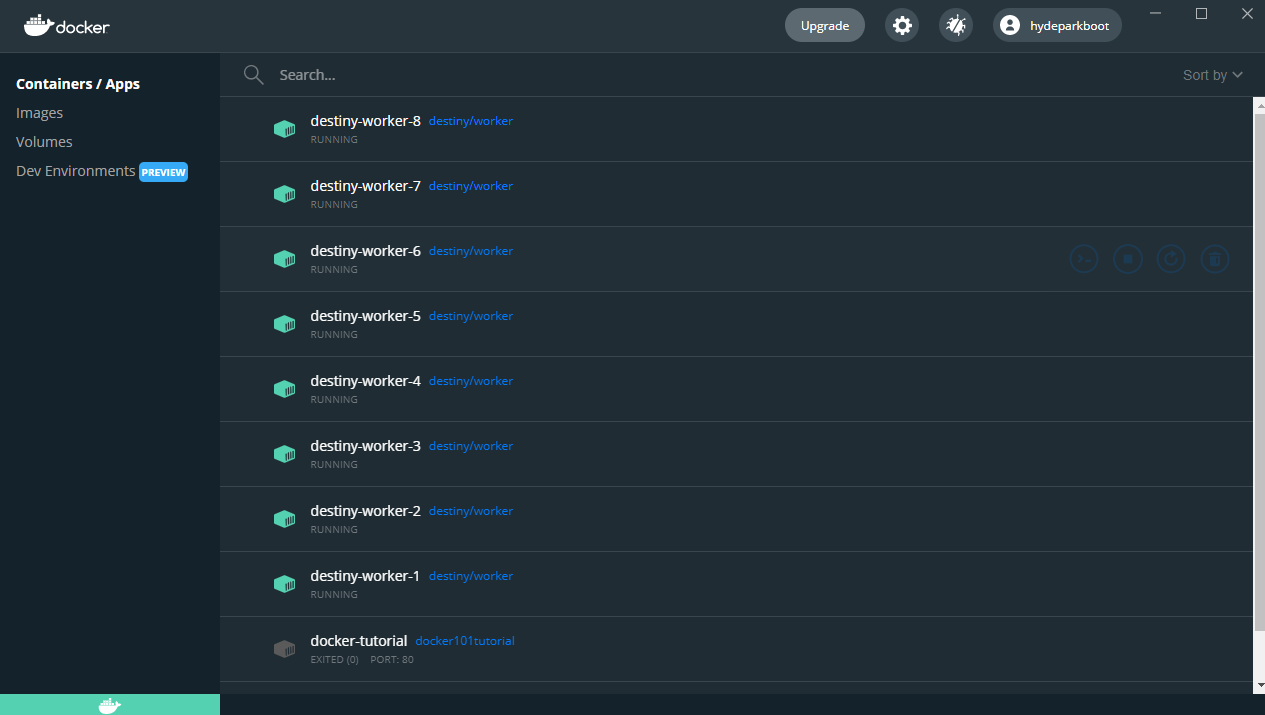 docker
Upgrade
hydeparkboot
Containers / Apps
Images
Volumes
Dev Environments PREVIEW
Search...
Sort by
destiny-worker-8 destiny/worker
RUNNING
destiny-worker-7 destiny/worker
RUNNING
destiny-worker-6 destiny/worker
RUNNING
destiny-worker-5 destiny/worker
RUNNING
destiny-worker-4 destiny/worker
RUNNING
destiny-worker-3 destiny/worker
RUNNING
destiny-worker-2 destiny/worker
RUNNING
destiny-worker-1 destiny/worker
RUNNING
docker-tutorial docker101tutorial
EXITED (0) PORT: 80